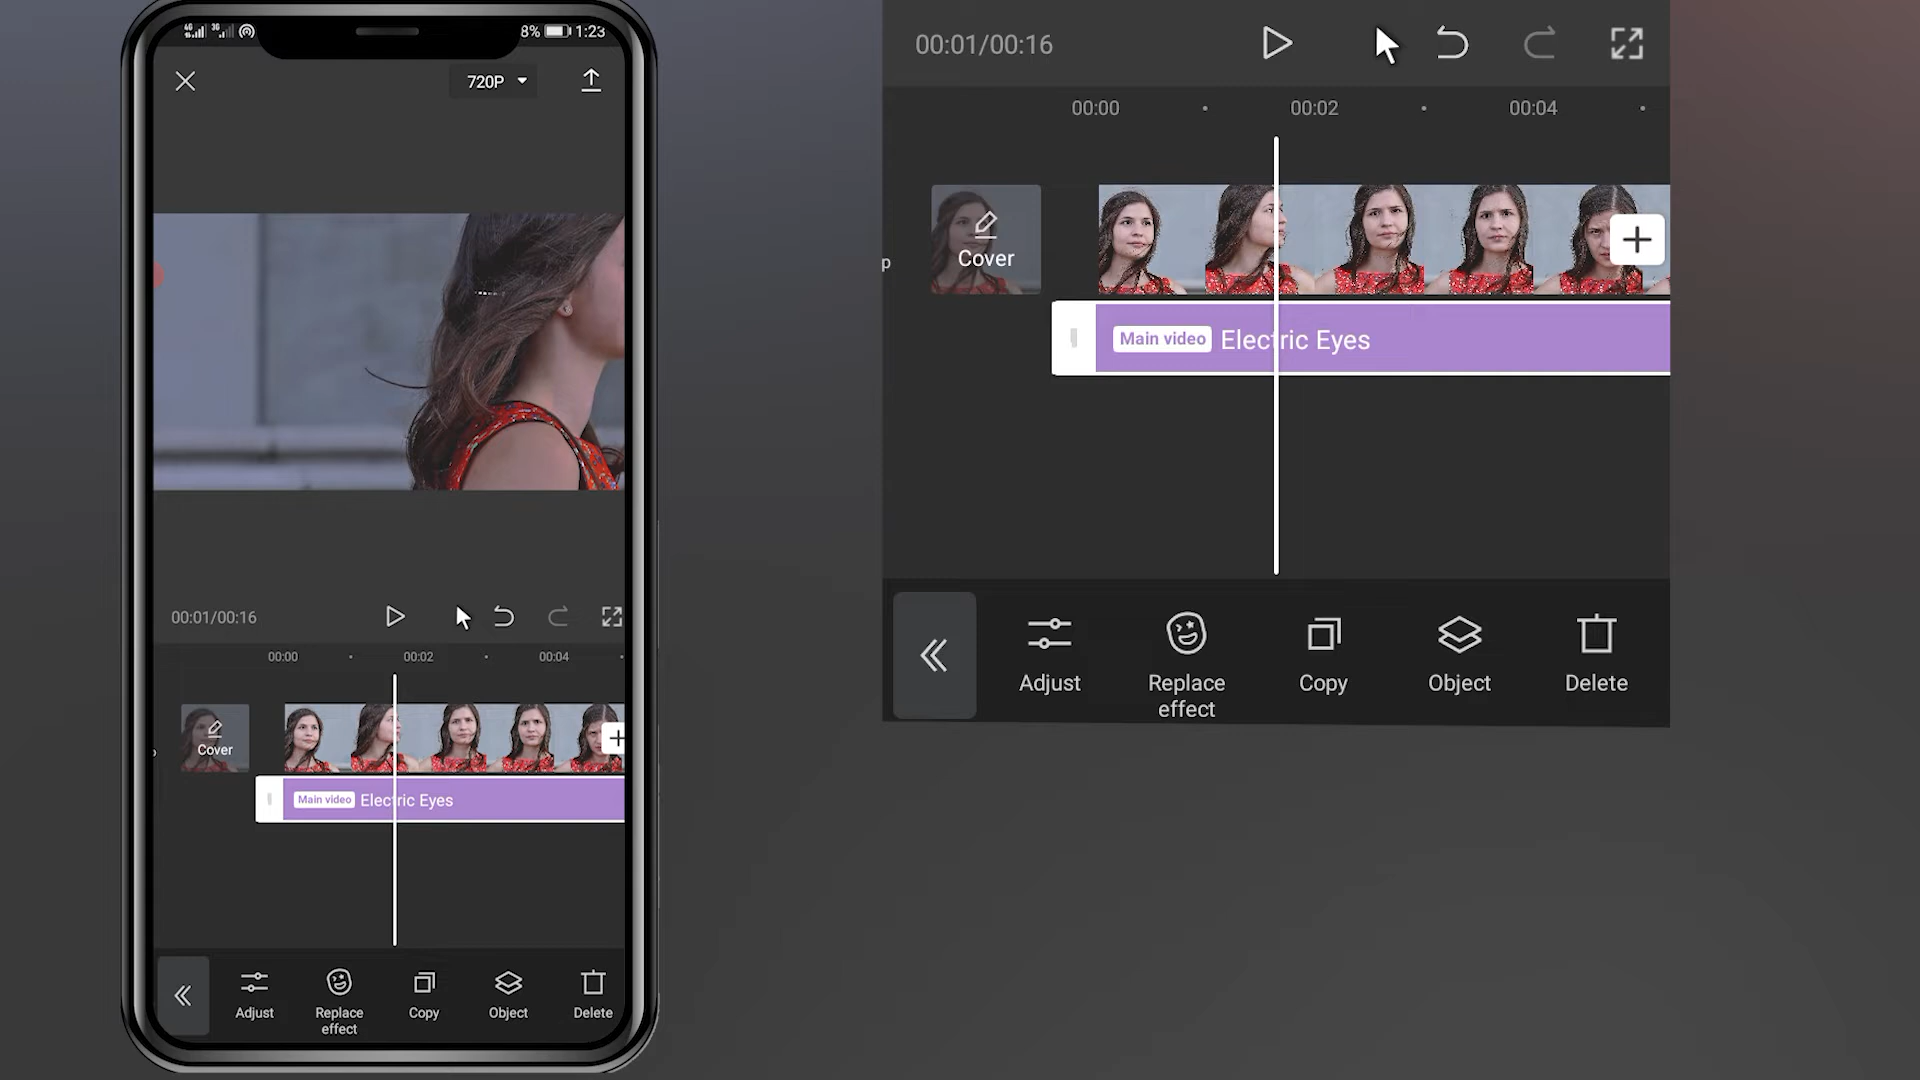 4G 3G 8% 1:23
720P
00:01/00:16
00:00 00:02 00:04
Cover
Main video Electric Eyes
Adjust Replace effect Copy Object Delete
00:01/00:16
00:00 00:02 00:04
p
Cover
Main video Electric Eyes
Adjust Replace effect Copy Object Delete